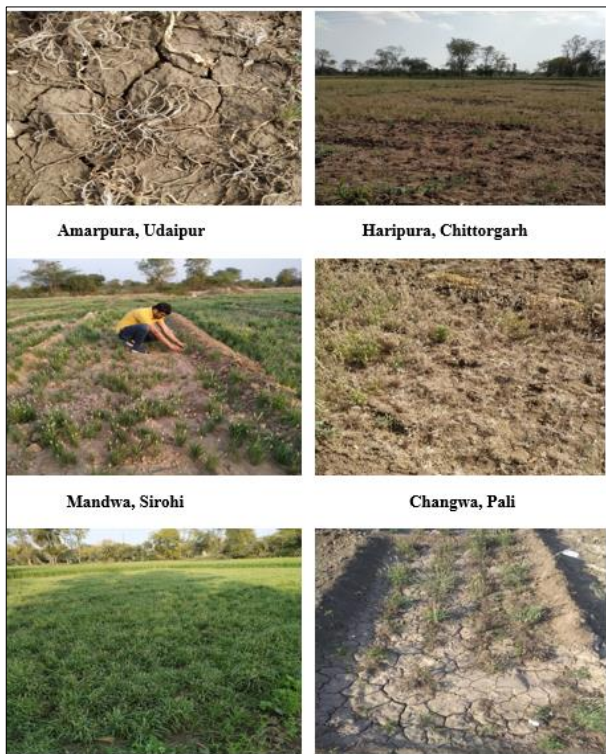 Amarpura, Udaipur
Haripura, Chittorgarh
Mandwa, Sirohi
Changwa, Pali